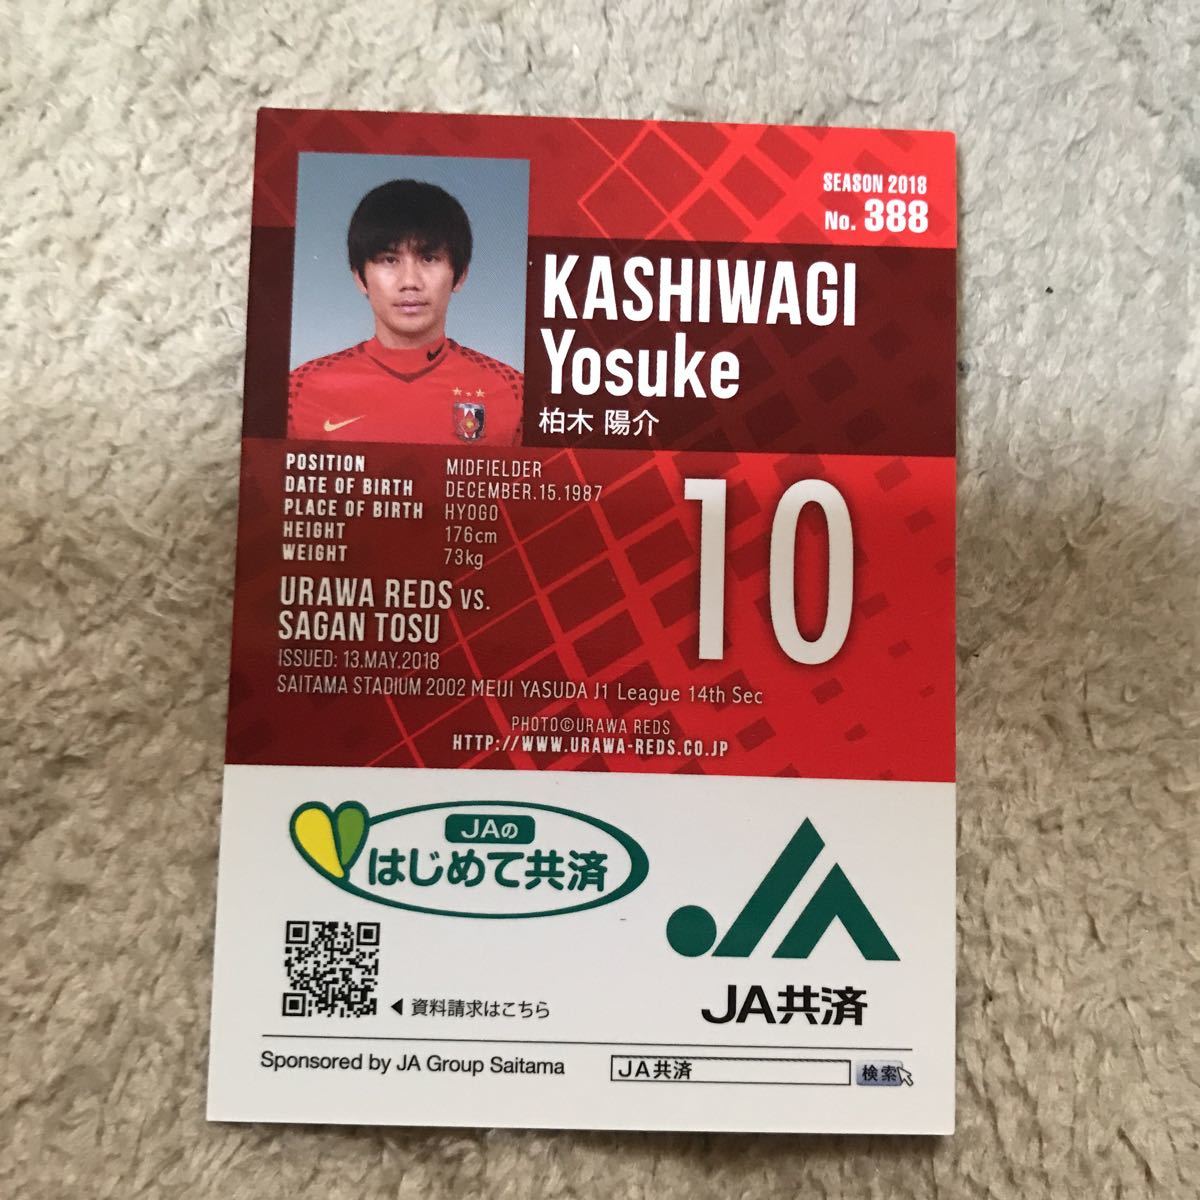 SEASON 2018
No. 388
KASHIWAGI
Yosuke
柏木 陽介
POSITION MIDFIELDER
DATE OF BIRTH DECEMBER.15.1987
PLACE OF BIRTH HYOGO
HEIGHT 176cm
WEIGHT 73kg
10
URAWA REDS VS.
SAGAN TOSU
ISSUED: 13.MAY.2018
SAITAMA STADIUM 2002 MEIJI YASUDA J1 League 14th Sec
PHOTO©URAWA REDS
HTTP://WWW.URAWA-REDS.CO.JP
JAの
はじめて共済
JA
JA共済
◀ 資料請求はこちら
Sponsored by JA Group Saitama
JA共済 検索